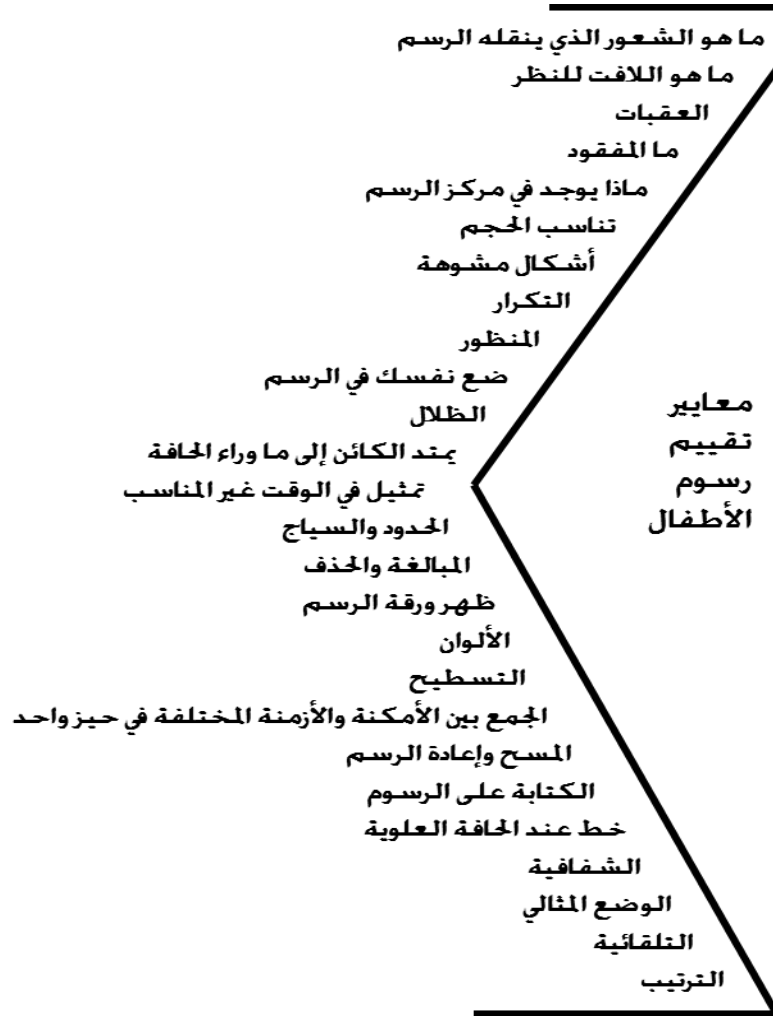 ما هو الشعور الذي ينقله الرسم
ما هو اللافت للنظر
العقبات
ما المفقود
ماذا يوجد في مركز الرسم
تناسب الحجم
أشكال مشوهة
التكرار
المنظور
ضع نفسك في الرسم
الظلال
يمتد الكائن إلى ما وراء الحافة
تمثيل في الوقت غير المناسب
الحدود والسياج
المبالغة والحذف
ظهر ورقة الرسم
الألوان
التسطيح
الجمع بين الأمكنة والأزمنة المختلفة في حيز واحد
المسح وإعادة الرسم
الكتابة على الرسوم
خط عند الحافة العلوية
الشفافية
الوضع المثالي
التلقائية
الترتيب
معايير
تقييم
رسوم
الأطفال